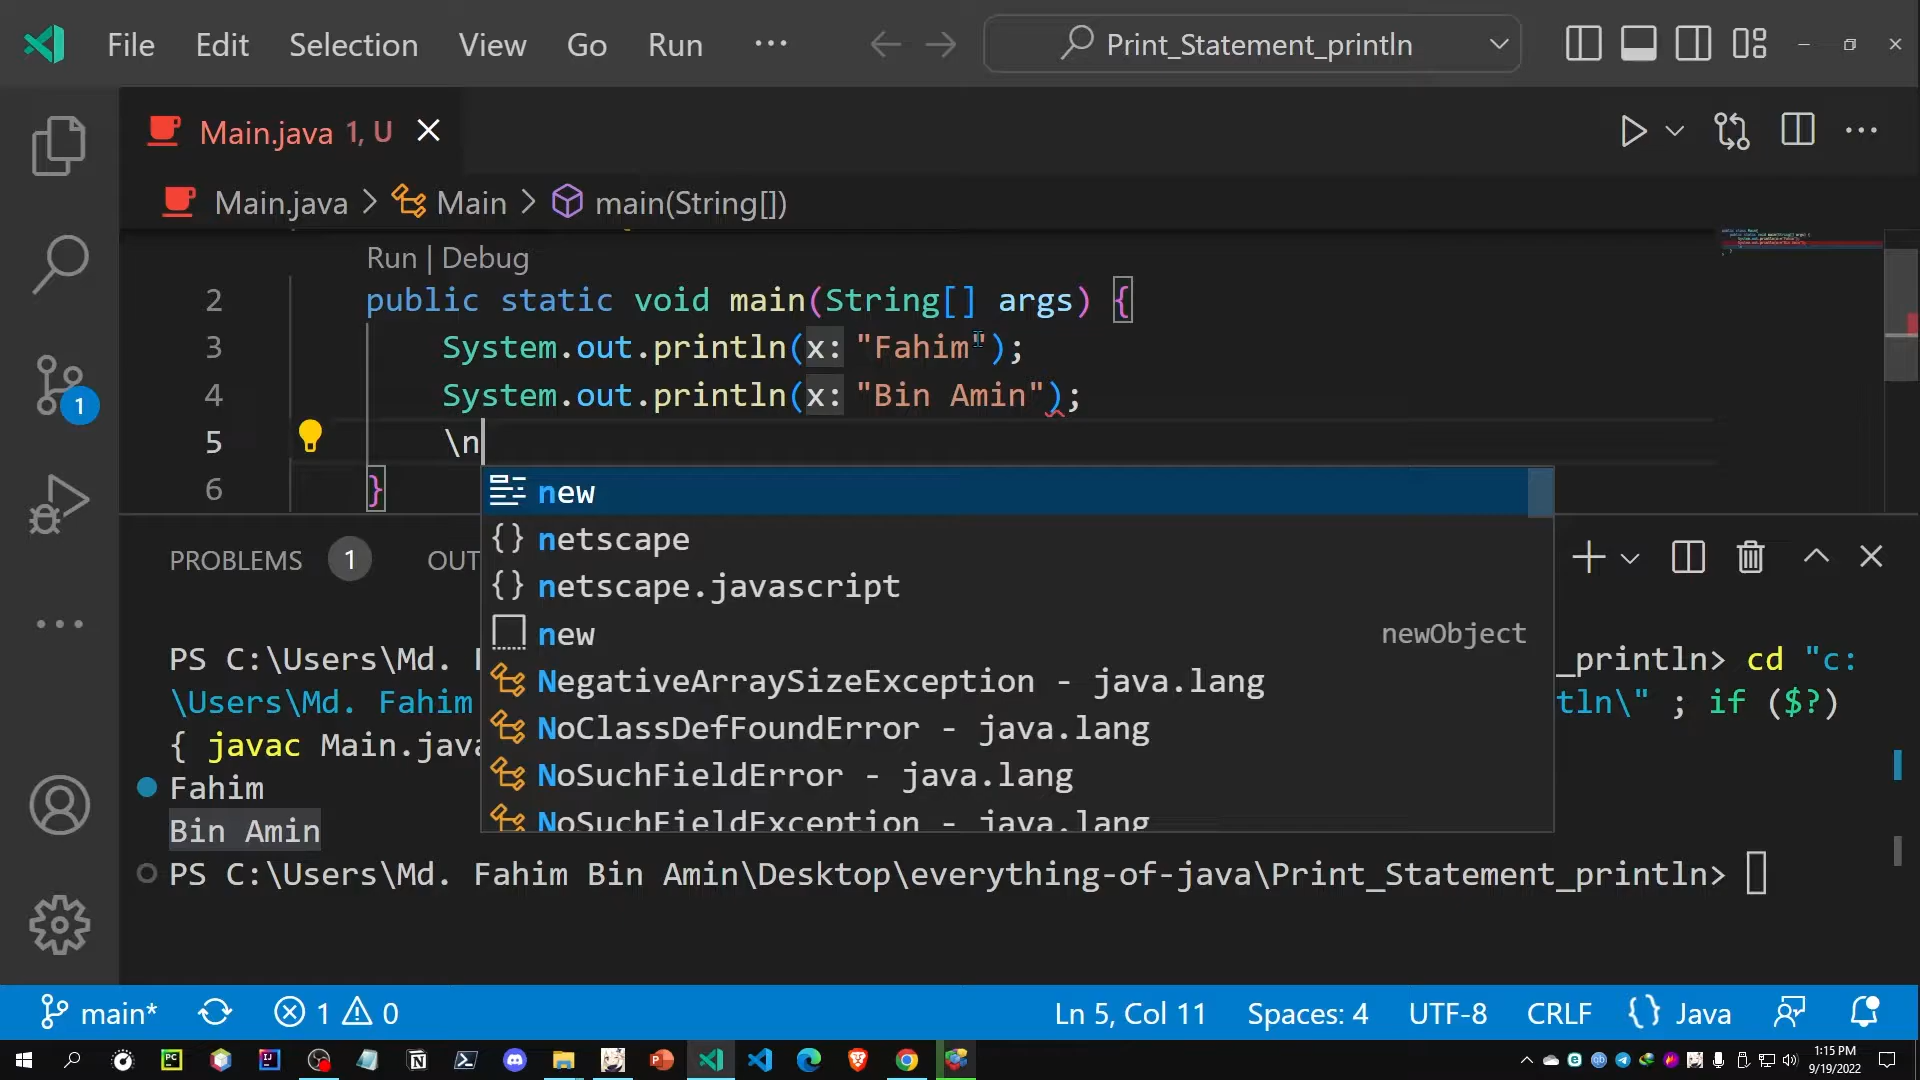 File Edit Selection View Go Run ··· Print_Statement_println
Main.java 1, U
Main.java > Main > main(String[])
Run | Debug
2 public static void main(String[] args) {
3 System.out.println(x: "Fahim");
4 System.out.println(x: "Bin Amin");
5 \n
6 }
new
netscape
netscape.javascript
new newObject
NegativeArraySizeException - java.lang
NoClassDefFoundError - java.lang
NoSuchFieldError - java.lang
NoSuchFieldException - java.lang
PROBLEMS 1 OUT
PS C:\Users\Md. _println> cd "c:
\Users\Md. Fahim tln\" ; if ($?)
{ javac Main.java
Fahim
Bin Amin
PS C:\Users\Md. Fahim Bin Amin\Desktop\everything-of-java\Print_Statement_println>
1
main* 1 0 Ln 5, Col 11 Spaces: 4 UTF-8 CRLF {} Java
1:15 PM
9/19/2022